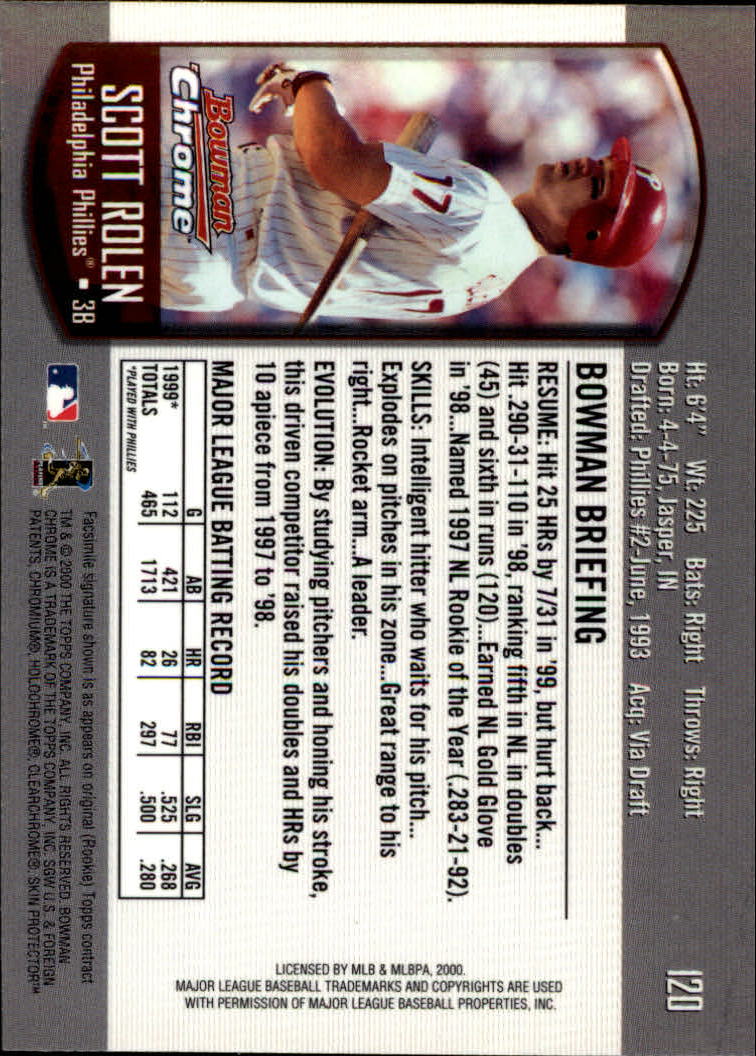 Ht: 6'4" Wt: 225 Bats: Right Throws: Right
Born: 4-4-75, Jasper, IN
Drafted: Phillies #2-June, 1993 Acq: Via Draft
120
P
17
Bowman
Chrome™
SCOTT ROLEN
Philadelphia Phillies® • 3B
BOWMAN BRIEFING
RESUME: Hit 25 HRs by 7/31 in '99, but hurt back...
Hit .290-31-110 in '98, ranking fifth in NL in doubles
(45) and sixth in runs (120)...Earned NL Gold Glove
in '98...Named 1997 NL Rookie of the Year (.283-21-92).
SKILLS: Intelligent hitter who waits for his pitch...
Explodes on pitches in his zone...Great range to his
right...Rocket arm...A leader.
EVOLUTION: By studying pitchers and honing his stroke,
this driven competitor raised his doubles and HRs by
10 apiece from 1997 to '98.
MAJOR LEAGUE BATTING RECORD
G AB HR RBI SLG AVG
1999* 112 421 26 77 .525 .268
TOTALS 465 1713 82 297 .500 .280
*PLAYED WITH PHILLIES
Facsimile signature shown is as appears on original (Rookie) Topps contract
TM & © 2000 THE TOPPS COMPANY, INC. ALL RIGHTS RESERVED. BOWMAN
CHROME IS A TRADEMARK OF THE TOPPS COMPANY, INC. SGW U.S. & FOREIGN
PATENTS, CHROMIUM®, HOLOCHROME®, CLEARCHROME®, SKIN PROTECTOR™
LICENSED BY MLB & MLBPA, 2000.
MAJOR LEAGUE BASEBALL TRADEMARKS AND COPYRIGHTS ARE USED
WITH PERMISSION OF MAJOR LEAGUE BASEBALL PROPERTIES, INC.